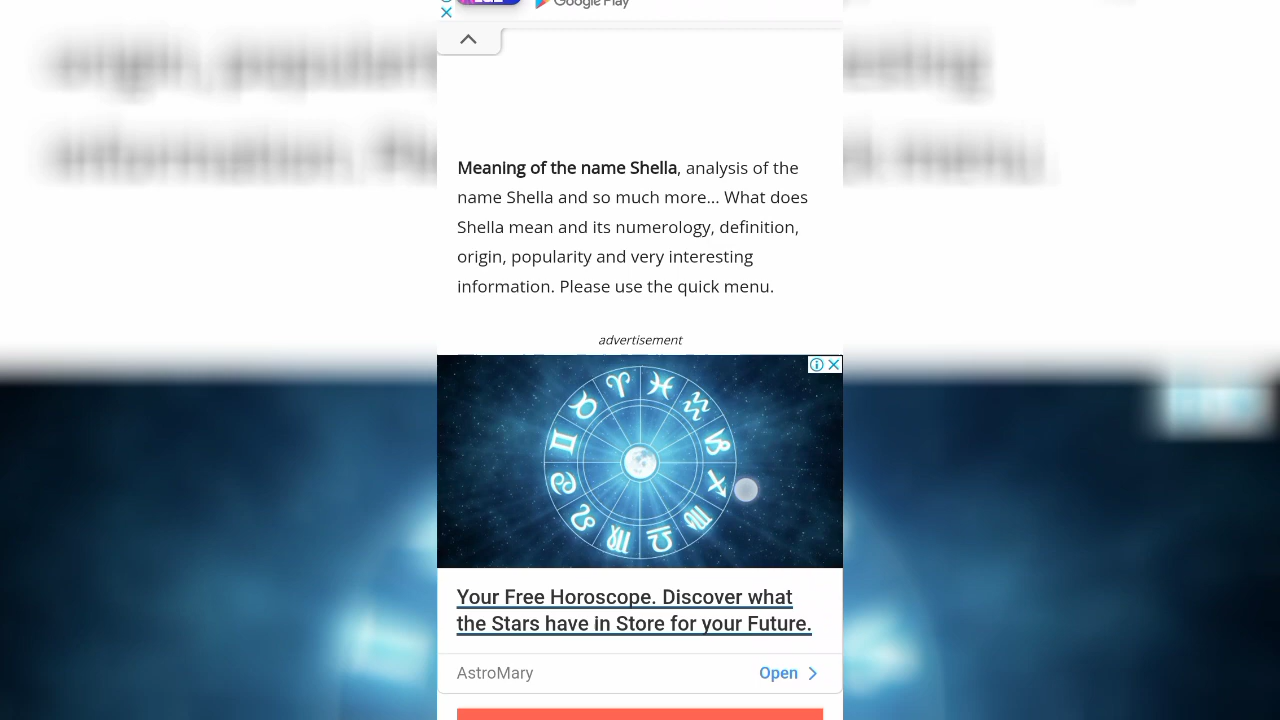 Google Play
Meaning of the name Shella, analysis of the
name Shella and so much more... What does
Shella mean and its numerology, definition,
origin, popularity and very interesting
information. Please use the quick menu.
advertisement
Your Free Horoscope. Discover what
the Stars have in Store for your Future.
AstroMary
Open